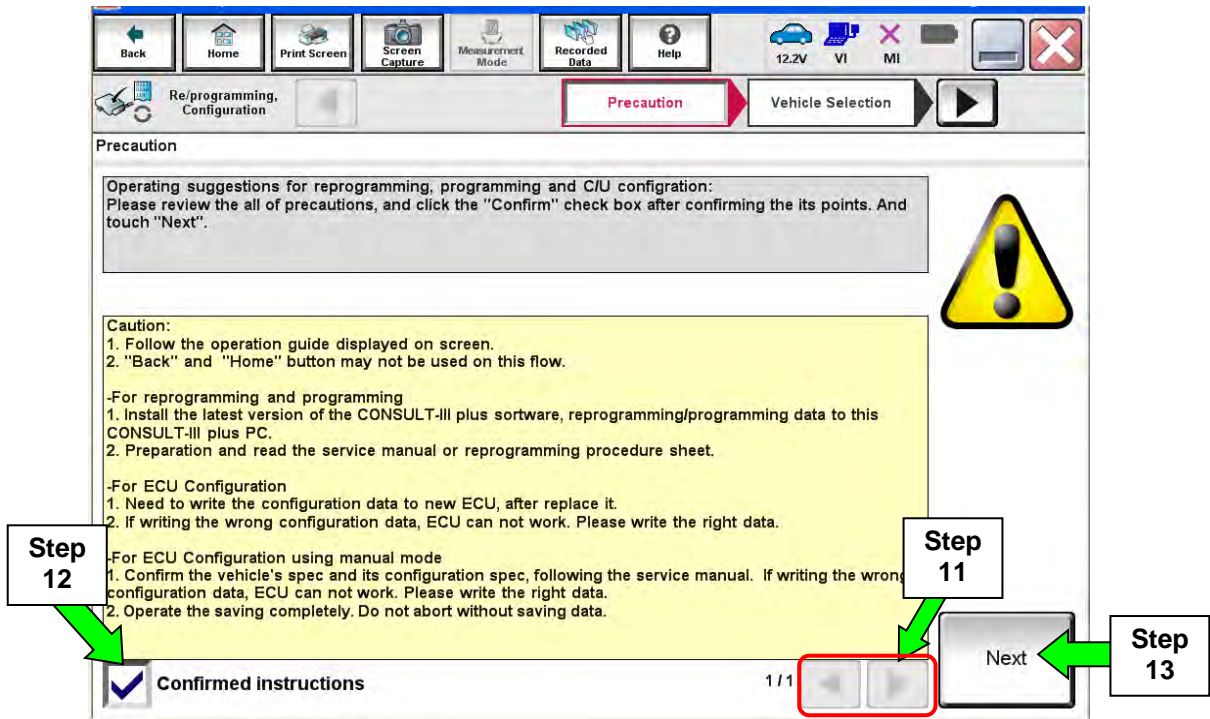 Back
Home
Print Screen
Screen
Capture
Measurement
Mode
Recorded
Data
Help
12.2V
VI
MI
Re/programming,
Configuration
Precaution
Vehicle Selection
Precaution
Operating suggestions for reprogramming, programming and C/U configration:
Please review the all of precautions, and click the "Confirm" check box after confirming the its points. And
touch "Next".
Caution:
1. Follow the operation guide displayed on screen.
2. "Back" and "Home" button may not be used on this flow.
-For reprogramming and programming
1. Install the latest version of the CONSULT-III plus sortware, reprogramming/programming data to this
CONSULT-III plus PC.
2. Preparation and read the service manual or reprogramming procedure sheet.
-For ECU Configuration
1. Need to write the configuration data to new ECU, after replace it.
2. If writing the wrong configuration data, ECU can not work. Please write the right data.
-For ECU Configuration using manual mode
1. Confirm the vehicle's spec and its configuration spec, following the service manual. If writing the wrong
configuration data, ECU can not work. Please write the right data.
2. Operate the saving completely. Do not abort without saving data.
Step
12
Step
11
Confirmed instructions
1/1
Next
Step
13